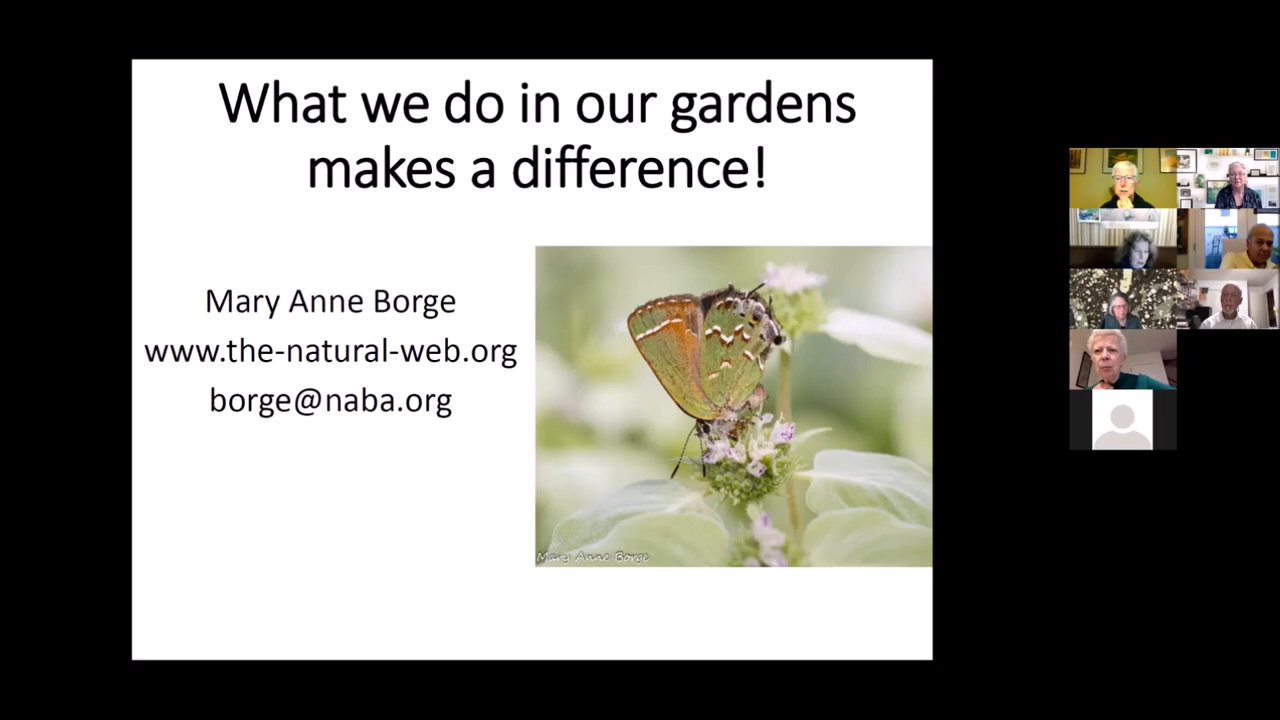 What we do in our gardens
makes a difference!
Mary Anne Borge
www.the-natural-web.org
borge@naba.org
Mary Anne Borge